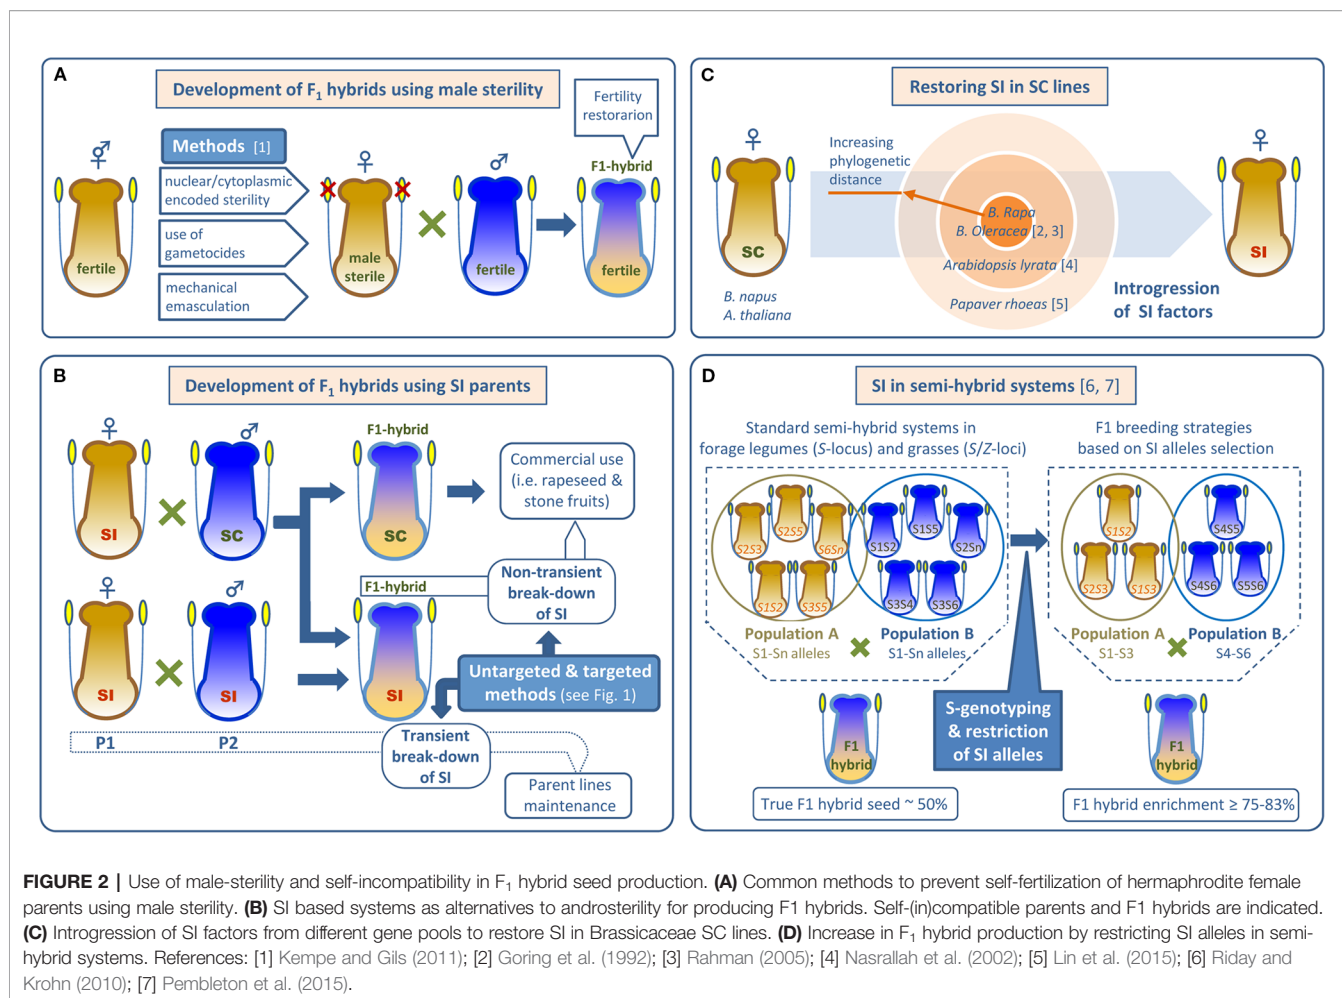 A
Development of F1 hybrids using male sterility
Fertility
restorarion
Methods [1]
F1-hybrid
nuclear/cytoplasmic
encoded sterility
use of
gametocides
mechanical
emasculation
fertile
male
sterile
fertile
fertile
B
Development of F1 hybrids using SI parents
F1-hybrid
SI
SC
SC
Commercial use
(i.e. rapeseed &
stone fruits)
F1-hybrid
Non-transient
break-down
of SI
SI
SI
SI
Untargeted & targeted
methods (see Fig. 1)
P1
P2
Transient
break-down
of SI
Parent lines
maintenance
C
Restoring SI in SC lines
Increasing
phylogenetic
distance
B. Rapa
B. Oleracea [2, 3]
Arabidopsis lyrata [4]
Papaver rhoeas [5]
SC
SI
B. napus
A. thaliana
Introgression
of SI factors
D
SI in semi-hybrid systems [6, 7]
Standard semi-hybrid systems in
forage legumes (S-locus) and grasses (S/Z-loci)
F1 breeding strategies
based on SI alleles selection
S2S3
S2S5
S6Sn
S1S2
S3S5
S1S2
S1S5
S2Sn
S3S4
S3S6
S1S2
S2S3
S1S3
S4S5
S4S6
S5S6
Population A
S1-Sn alleles
Population B
S1-Sn alleles
Population A
S1-S3
Population B
S4-S6
S-genotyping
& restriction
of SI alleles
F1
hybrid
F1
hybrid
True F1 hybrid seed ~ 50%
F1 hybrid enrichment ≥ 75-83%
FIGURE 2 | Use of male-sterility and self-incompatibility in F1 hybrid seed production. (A) Common methods to prevent self-fertilization of hermaphrodite female
parents using male sterility. (B) SI based systems as alternatives to androsterility for producing F1 hybrids. Self-(in)compatible parents and F1 hybrids are indicated.
(C) Introgression of SI factors from different gene pools to restore SI in Brassicaceae SC lines. (D) Increase in F1 hybrid production by restricting SI alleles in semi-
hybrid systems. References: [1] Kempe and Gils (2011); [2] Goring et al. (1992); [3] Rahman (2005); [4] Nasrallah et al. (2002); [5] Lin et al. (2015); [6] Riday and
Krohn (2010); [7] Pembleton et al. (2015).